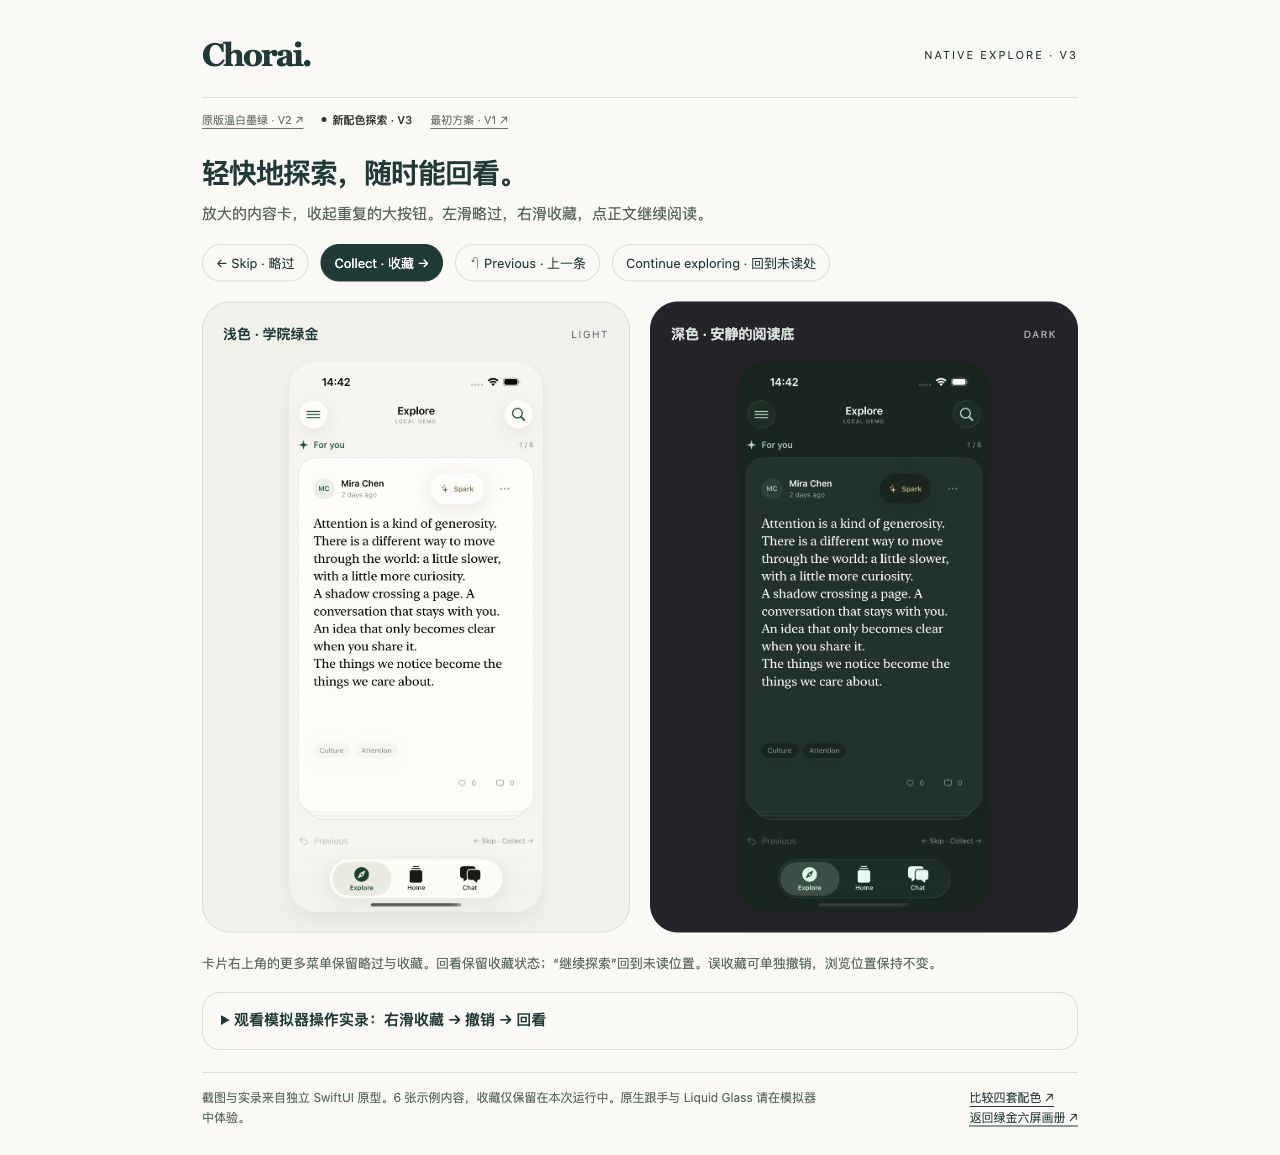 Chorai.
NATIVE EXPLORE · V3
原版温白墨绿 · V2 ↗
• 新配色探索 · V3
最初方案 · V1 ↗
轻快地探索，随时能回看。
放大的内容卡，收起重复的大按钮。左滑略过，右滑收藏，点正文继续阅读。
← Skip · 略过
Collect · 收藏 →
Previous · 上一条
Continue exploring · 回到未读处
浅色 · 学院绿金
LIGHT
14:42
Explore
LOCAL DEMO
For you
1 / 6
MC
Mira Chen
2 days ago
Spark
Attention is a kind of generosity.
There is a different way to move
through the world: a little slower,
with a little more curiosity.
A shadow crossing a page. A
conversation that stays with you.
An idea that only becomes clear
when you share it.
The things we notice become the
things we care about.
Culture
Attention
0
0
Previous
← Skip · Collect →
Explore
Home
Chat
深色 · 安静的阅读底
DARK
14:42
Explore
LOCAL DEMO
For you
1 / 6
MC
Mira Chen
2 days ago
Spark
Attention is a kind of generosity.
There is a different way to move
through the world: a little slower,
with a little more curiosity.
A shadow crossing a page. A
conversation that stays with you.
An idea that only becomes clear
when you share it.
The things we notice become the
things we care about.
Culture
Attention
0
0
Previous
← Skip · Collect →
Explore
Home
Chat
卡片右上角的更多菜单保留略过与收藏。回看保留收藏状态；“继续探索”回到未读位置。误收藏可单独撤销，浏览位置保持不变。
▶ 观看模拟器操作实录：右滑收藏 → 撤销 → 回看
截图与实录来自独立 SwiftUI 原型。6 张示例内容，收藏仅保留在本次运行中。原生跟手与 Liquid Glass 请在模拟器
中体验。
比较四套配色 ↗
返回绿金六屏画册 ↗